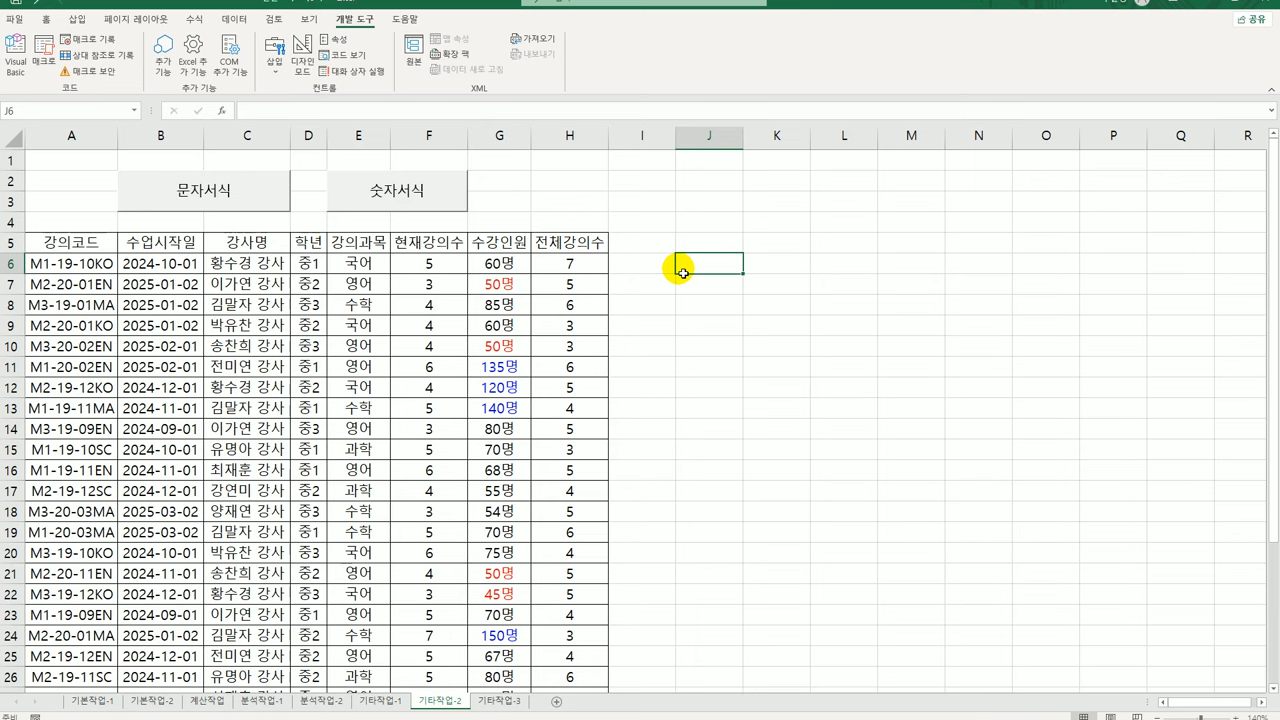 파일 홈 삽입 페이지 레이아웃 수식 데이터 검토 보기 개발 도구 도움말 공유
Visual Basic
매크로
매크로 기록
상대 참조로 기록
매크로 보안
코드
추가 기능
Excel 추가 기능
COM 추가 기능
추가 기능
삽입
디자인 모드
속성
코드 보기
대화 상자 실행
컨트롤
원본
맵 속성
확장 팩
데이터 새로 고침
가져오기
내보내기
XML
J6
A B C D E F G H I J K L M N O P Q R
1
2
문자서식 숫자서식
3
4
5 강의코드 수업시작일 강사명 학년 강의과목 현재강의수 수강인원 전체강의수
6 M1-19-10KO 2024-10-01 황수경 강사 중1 국어 5 60명 7
7 M2-20-01EN 2025-01-02 이가연 강사 중2 영어 3 50명 5
8 M3-19-01MA 2025-01-02 김말자 강사 중3 수학 4 85명 6
9 M2-20-01KO 2025-01-02 박유찬 강사 중2 국어 4 60명 3
10 M3-20-02EN 2025-02-01 송찬희 강사 중3 영어 4 50명 3
11 M1-20-02EN 2025-02-01 전미연 강사 중1 영어 6 135명 6
12 M2-19-12KO 2024-12-01 황수경 강사 중2 국어 4 120명 5
13 M1-19-11MA 2024-11-01 김말자 강사 중1 수학 5 140명 4
14 M3-19-09EN 2024-09-01 이가연 강사 중3 영어 3 80명 5
15 M1-19-10SC 2024-10-01 유명아 강사 중1 과학 5 70명 3
16 M1-19-11EN 2024-11-01 최재훈 강사 중1 영어 6 68명 5
17 M2-19-12SC 2024-12-01 강연미 강사 중2 과학 4 55명 4
18 M3-20-03MA 2025-03-02 양재연 강사 중3 수학 3 54명 5
19 M1-20-03MA 2025-03-02 김말자 강사 중1 수학 5 70명 6
20 M3-19-10KO 2024-10-01 박유찬 강사 중3 국어 6 75명 4
21 M2-20-11EN 2024-11-01 송찬희 강사 중2 영어 4 50명 5
22 M3-19-12KO 2024-12-01 황수경 강사 중3 국어 3 45명 5
23 M1-19-09EN 2024-09-01 이가연 강사 중1 영어 5 70명 4
24 M2-20-01MA 2025-01-02 김말자 강사 중2 수학 7 150명 3
25 M2-19-12EN 2024-12-01 전미연 강사 중2 영어 5 67명 4
26 M2-19-11SC 2024-11-01 유명아 강사 중2 과학 5 80명 6
기본작업-1 기본작업-2 계산작업 분석작업-1 분석작업-2 기타작업-1 기타작업-2 기타작업-3
140%